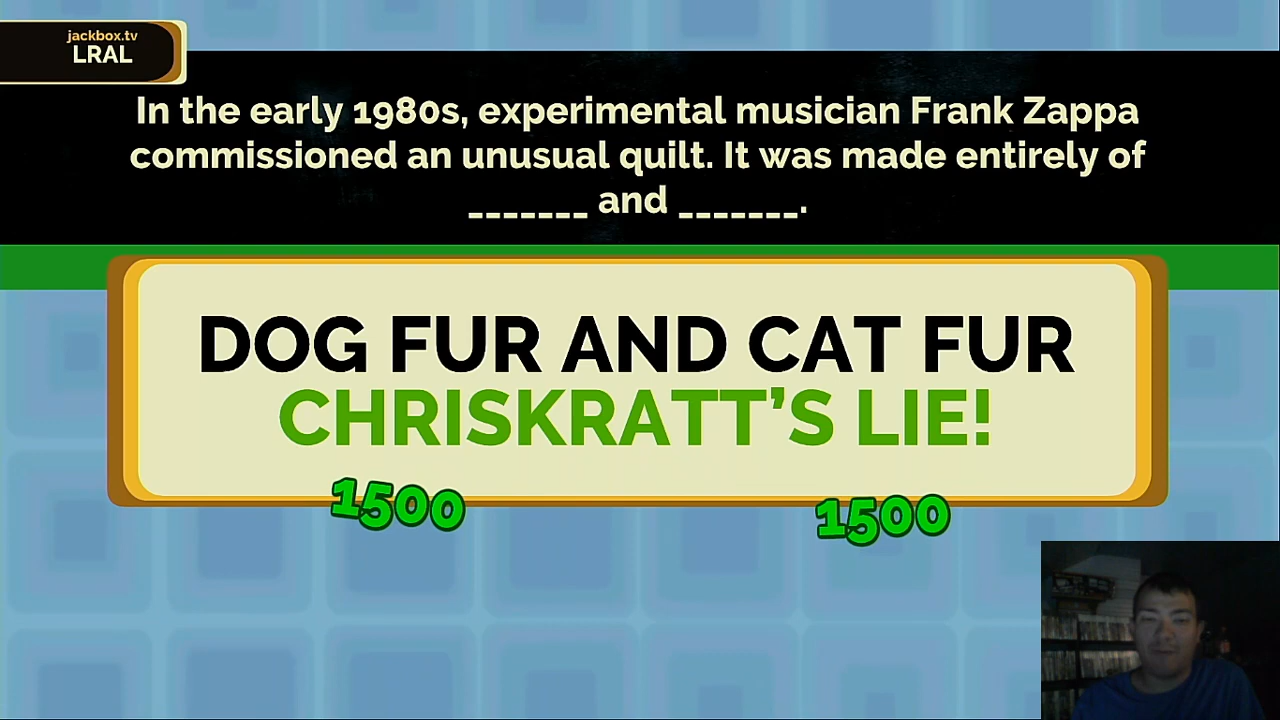 jackbox.tv
LRAL
In the early 1980s, experimental musician Frank Zappa
commissioned an unusual quilt. It was made entirely of
_______ and _______.
DOG FUR AND CAT FUR
CHRISKRATT'S LIE!
1500 1500